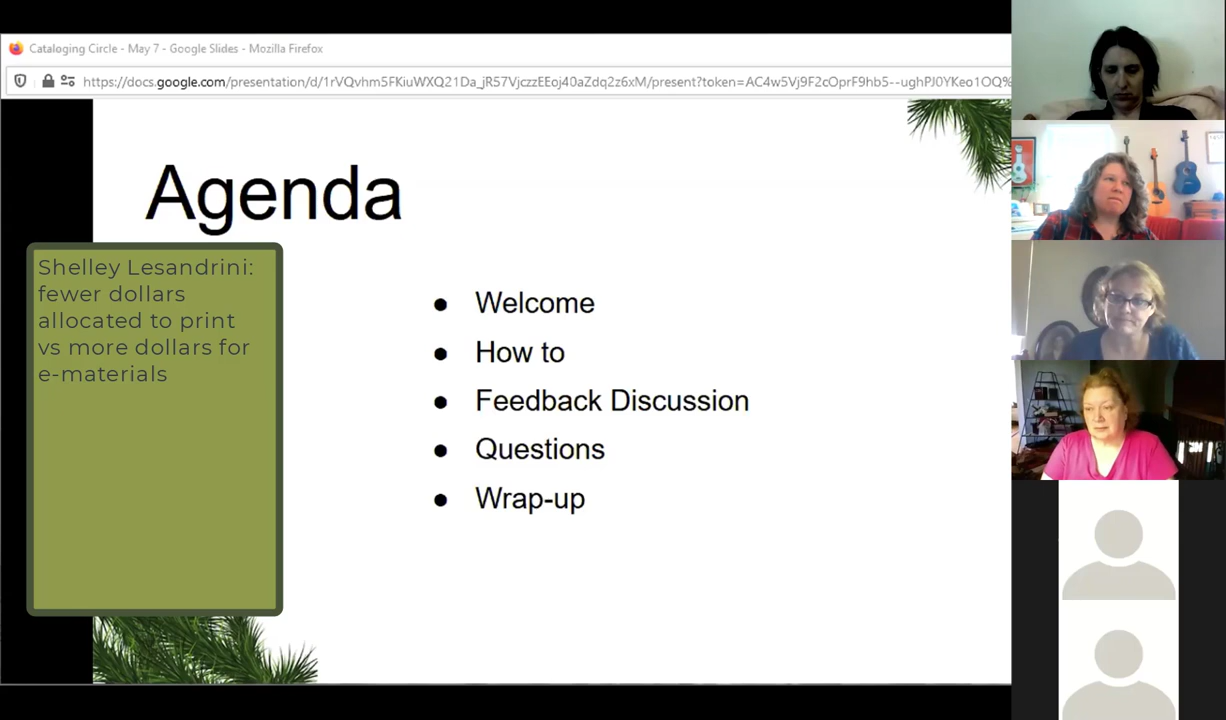 Cataloging Circle - May 7 - Google Slides - Mozilla Firefox
https://docs.google.com/presentation/d/1rVQvhm5FKiuWXQ21Da_jR57VjczzEEoj40aZdq2z6xM/present?token=AC4w5Vj9F2cOprF9hb5--ughPJ0YKeo1OQ%
Agenda
Shelley Lesandrini:
fewer dollars
allocated to print
vs more dollars for
e-materials
● Welcome
● How to
● Feedback Discussion
● Questions
● Wrap-up